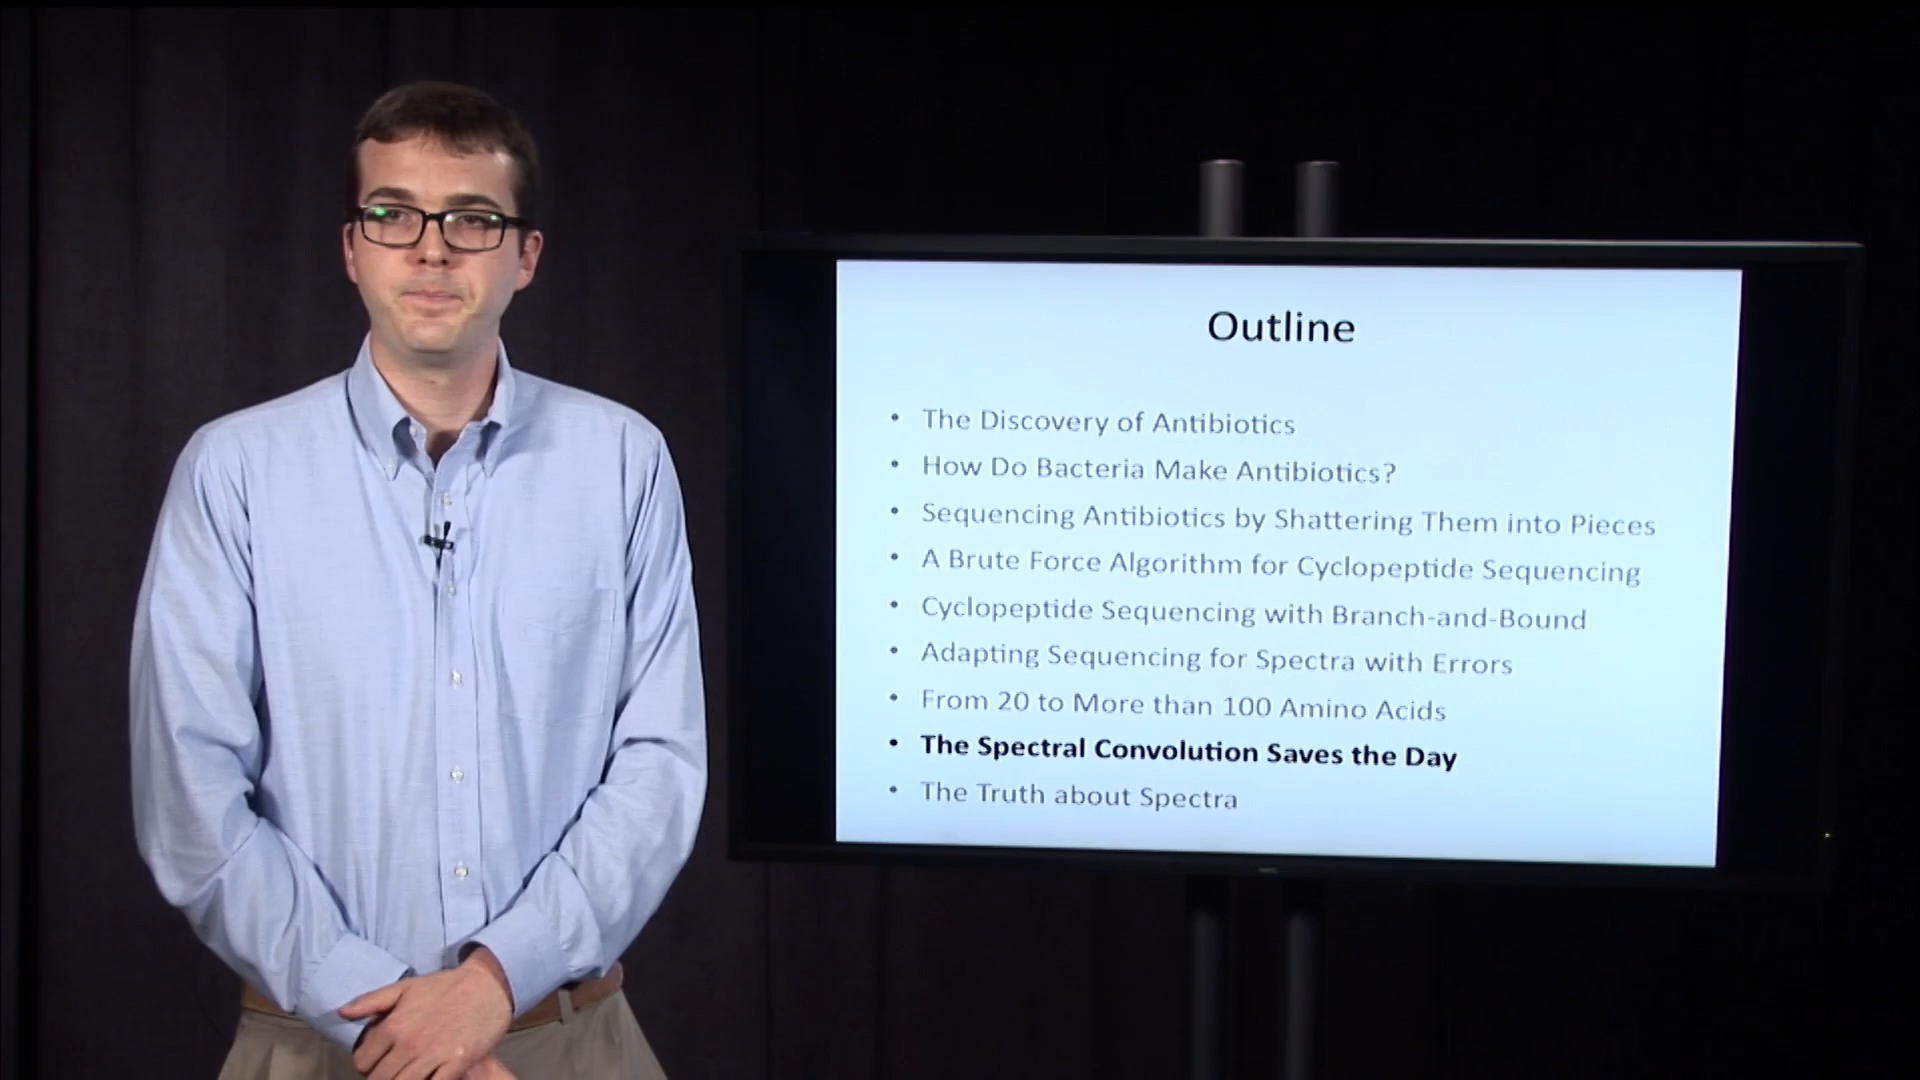 Outline
• The Discovery of Antibiotics
• How Do Bacteria Make Antibiotics?
• Sequencing Antibiotics by Shattering Them into Pieces
• A Brute Force Algorithm for Cyclopeptide Sequencing
• Cyclopeptide Sequencing with Branch-and-Bound
• Adapting Sequencing for Spectra with Errors
• From 20 to More than 100 Amino Acids
• The Spectral Convolution Saves the Day
• The Truth about Spectra